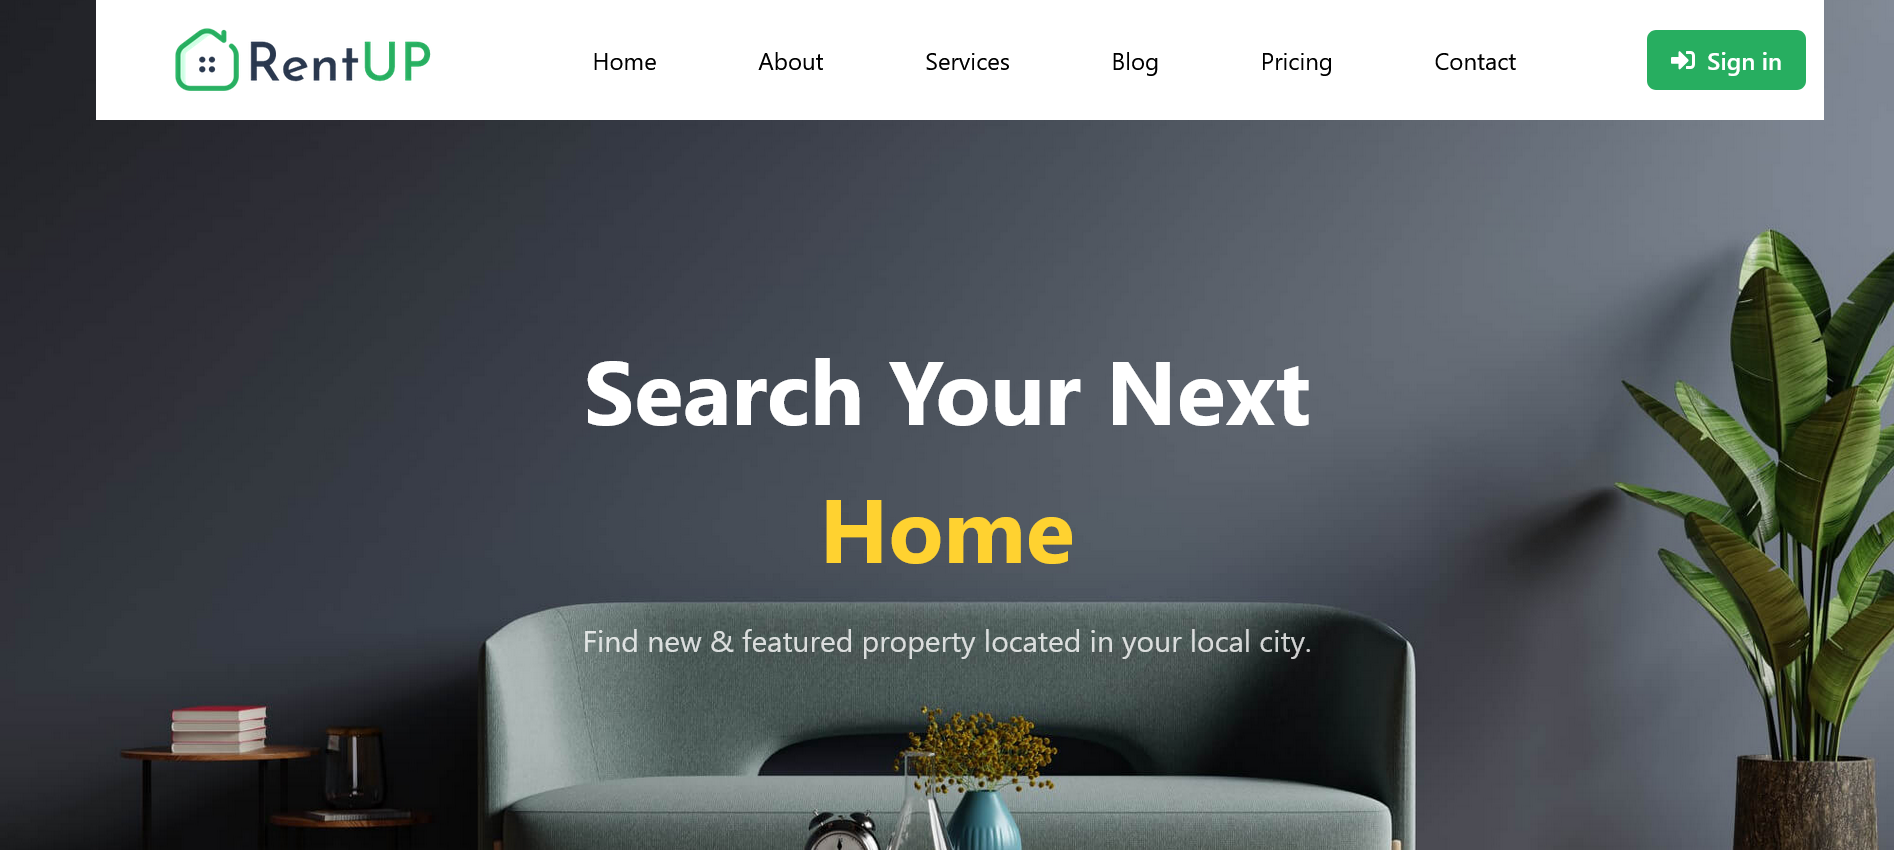 RentUP
Home
About
Services
Blog
Pricing
Contact
Sign in
Search Your Next
Home
Find new & featured property located in your local city.